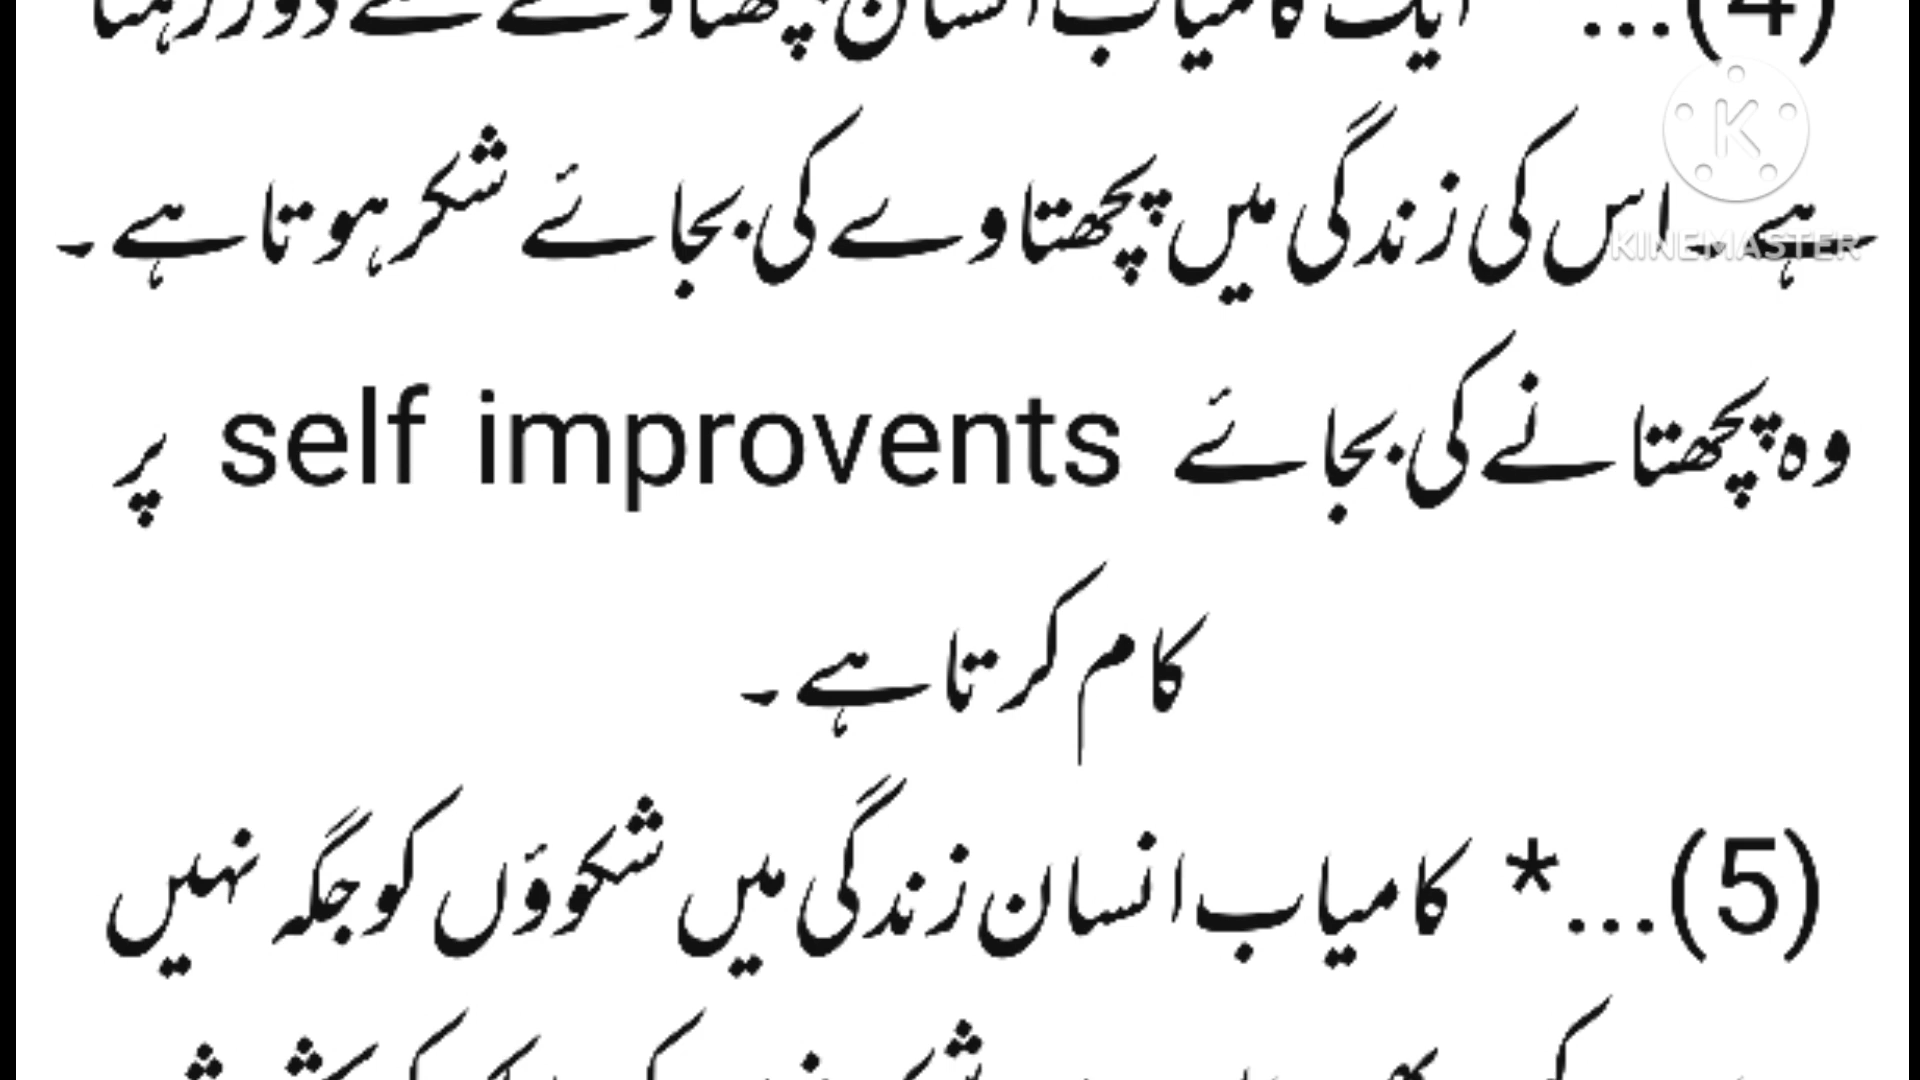 (4)... ایک کامیاب انسان پچھتاوے سے دور رہتا
ہے۔ اس کی زندگی میں پچھتاوے کی بجائے شکر ہوتا ہے۔
وہ پچھتانے کی بجائے self improvents پر
کام کرتا ہے۔
(5)...* کامیاب انسان زندگی میں شکوؤں کو جگہ نہیں
KINEMASTER